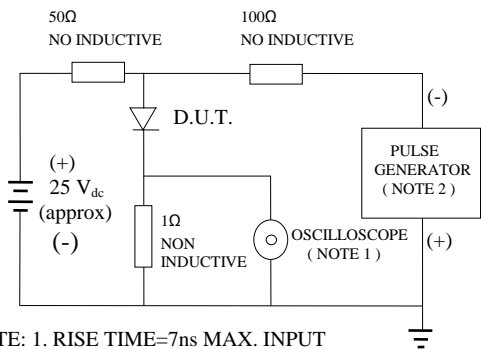 50Ω
NO INDUCTIVE
100Ω
NO INDUCTIVE
(-)
D.U.T.
PULSE
GENERATOR
( NOTE 2 )
(+)
25 Vdc
(approx)
(-)
1Ω
NON
INDUCTIVE
OSCILLOSCOPE
( NOTE 1 )
(+)
TE: 1. RISE TIME=7ns MAX. INPUT